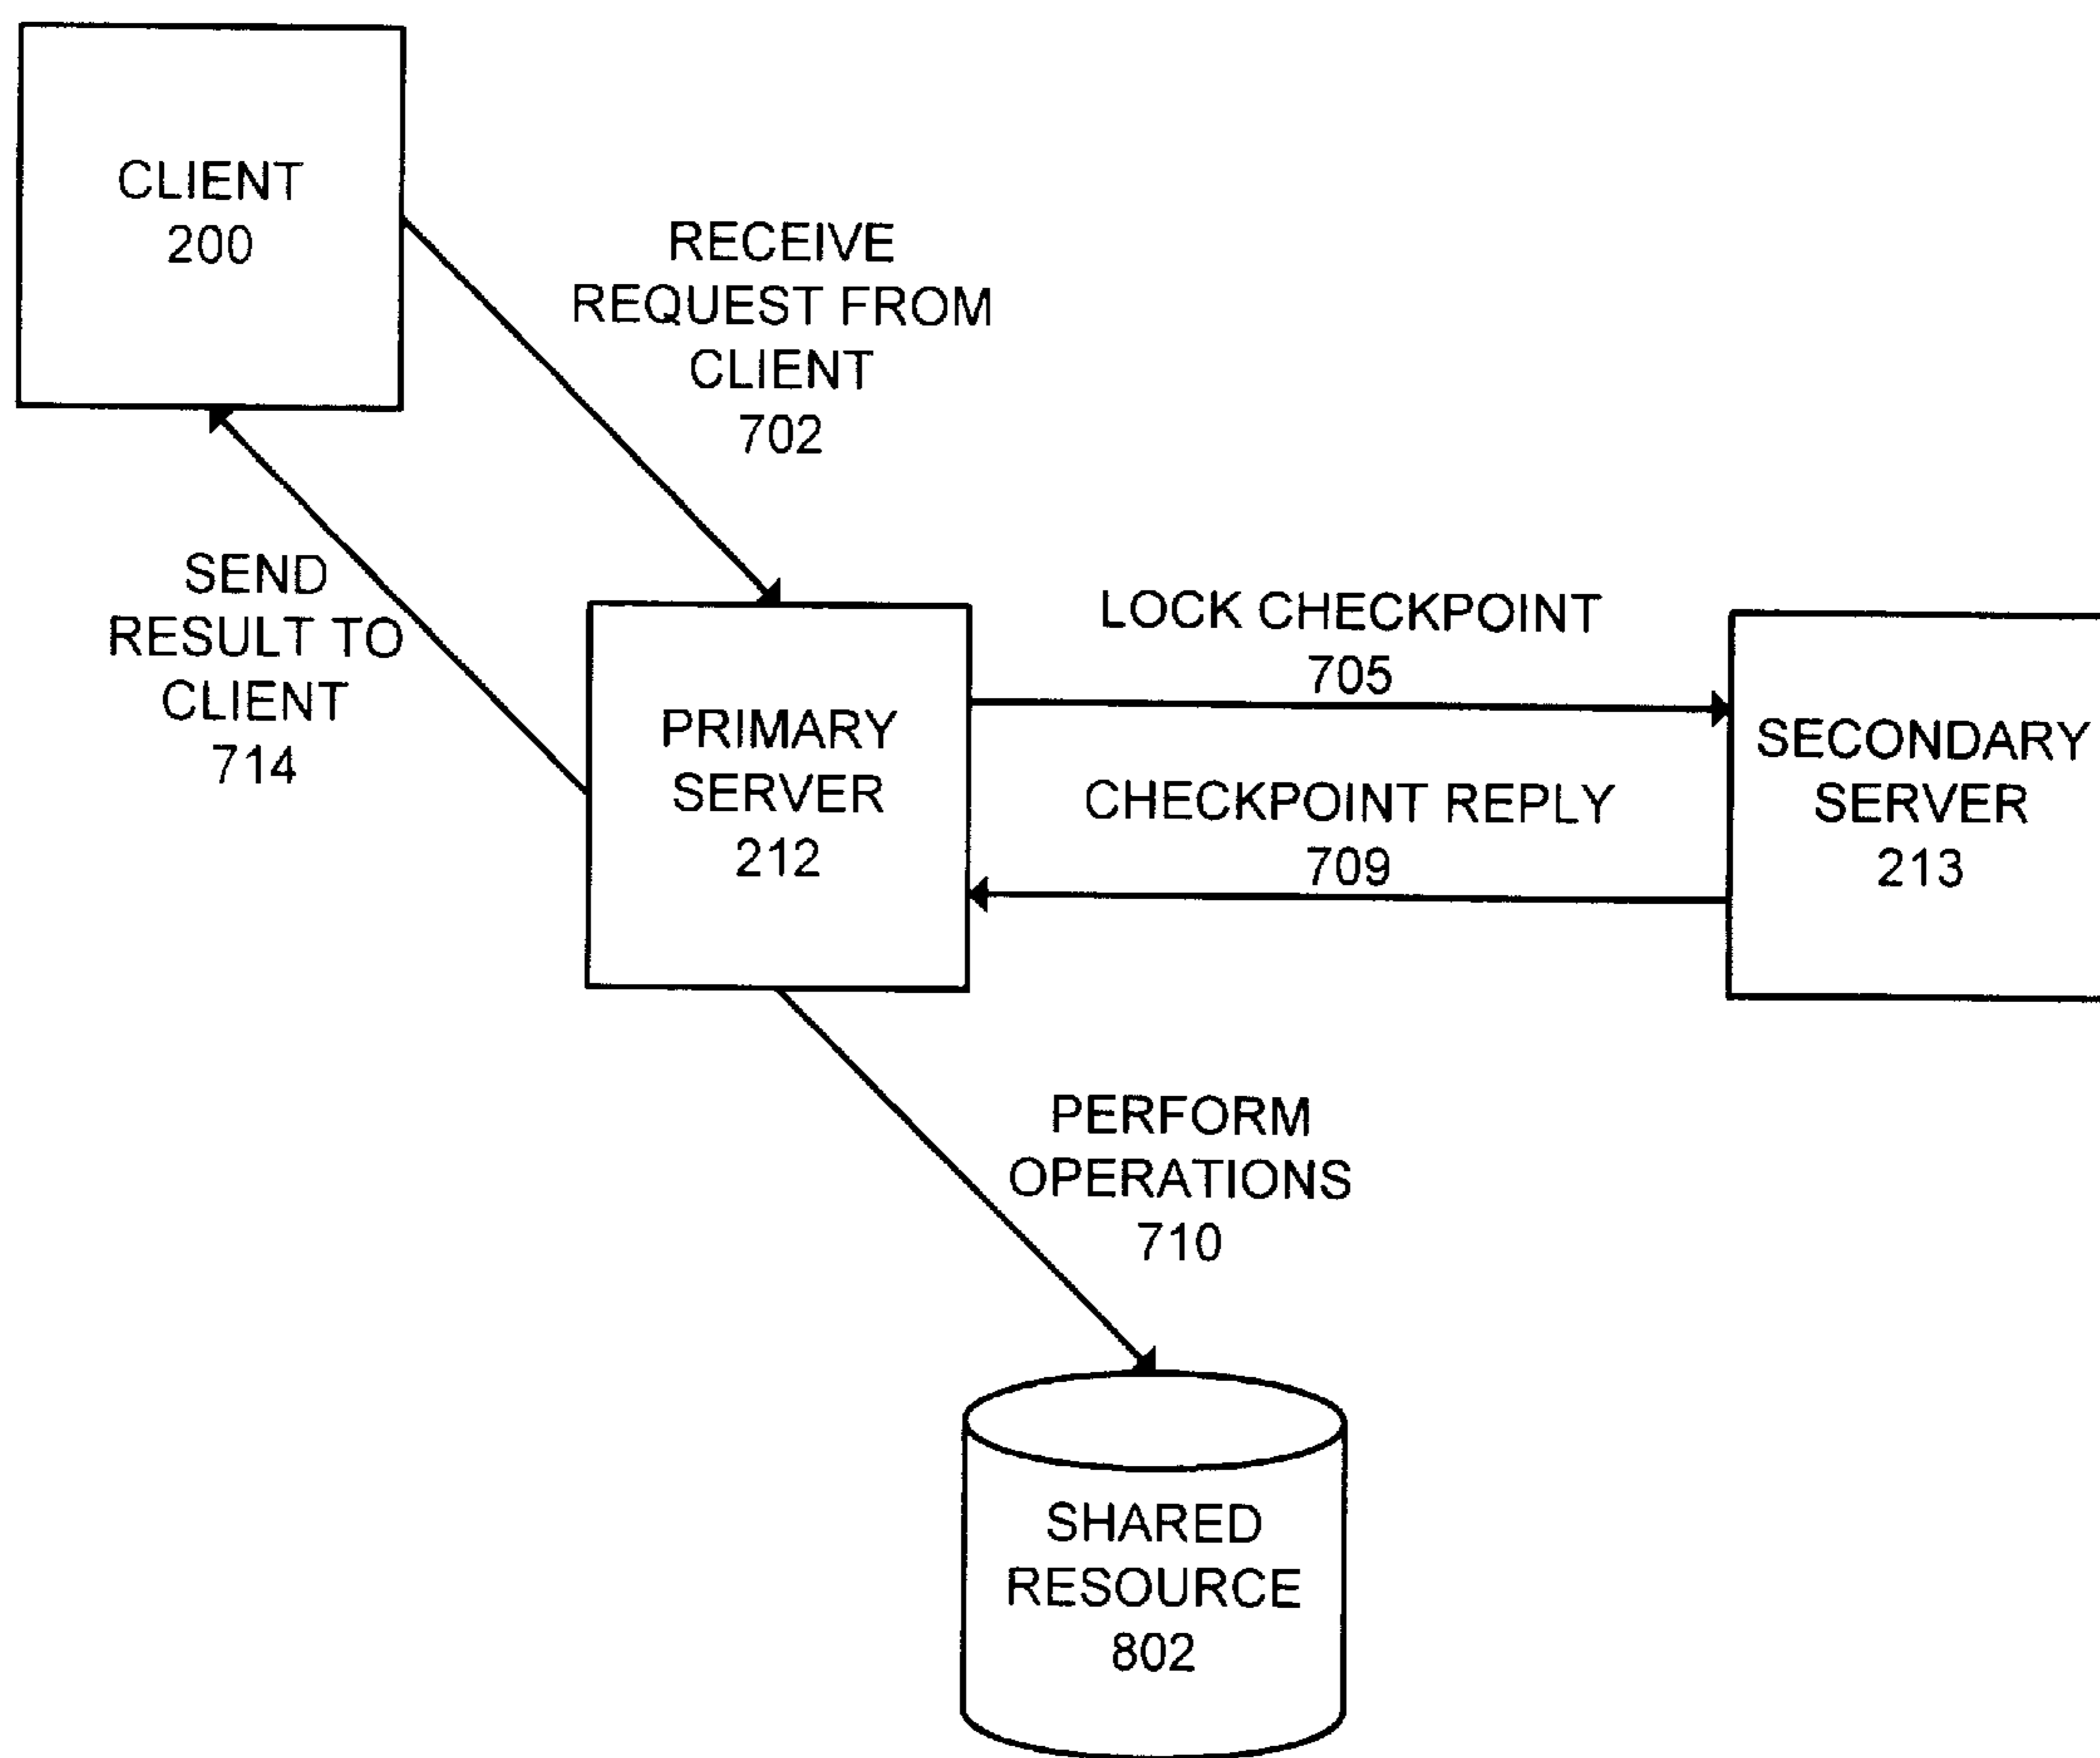 CLIENT
200
RECEIVE
REQUEST FROM
CLIENT
702
SEND
RESULT TO
CLIENT
714
PRIMARY
SERVER
212
LOCK CHECKPOINT
705
CHECKPOINT REPLY
709
SECONDARY
SERVER
213
PERFORM
OPERATIONS
710
SHARED
RESOURCE
802